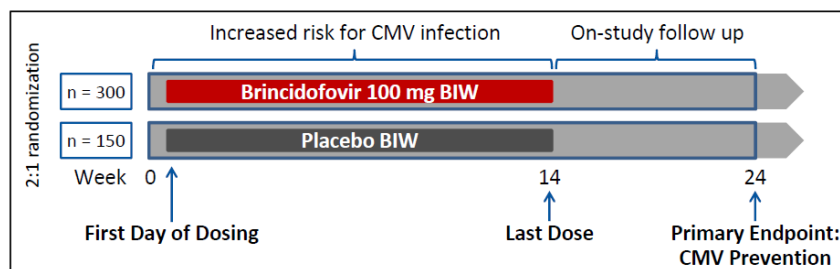 Increased risk for CMV infection
On-study follow up
2:1 randomization
n = 300
Brincidofovir 100 mg BIW
n = 150
Placebo BIW
Week
0
14
24
First Day of Dosing
Last Dose
Primary Endpoint:
CMV Prevention